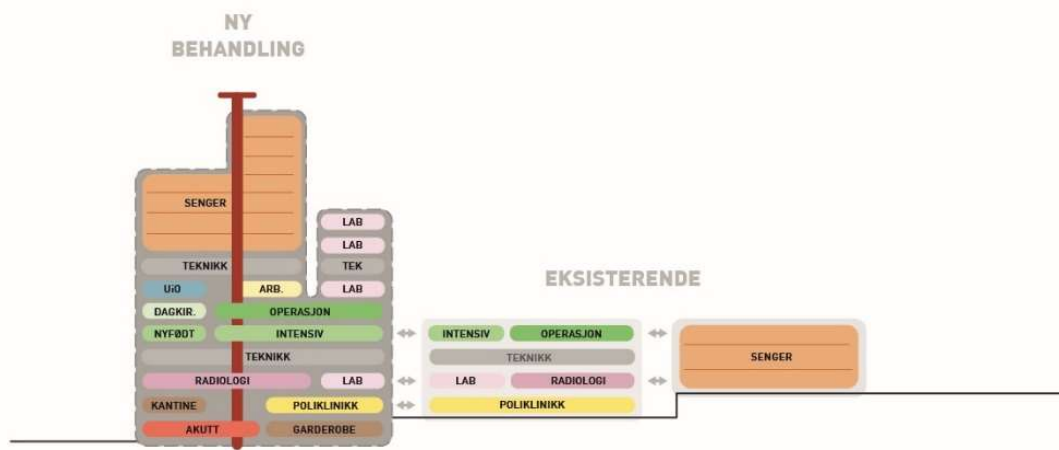 NY
BEHANDLING
SENGER
LAB
LAB
TEKNIKK TEK
UiO ARB. LAB
DAGKIR. OPERASJON
NYFØDT INTENSIV
TEKNIKK
RADIOLOGI LAB
KANTINE POLIKLINIKK
AKUTT GARDEROBE
EKSISTERENDE
INTENSIV OPERASJON
TEKNIKK
LAB RADIOLOGI
POLIKLINIKK
SENGER